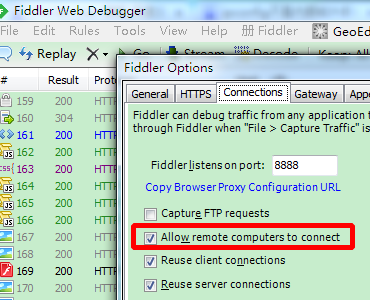 Fiddler Web Debugger
File Edit Rules Tools View Help Fiddler GeoEd
Replay Go Stream Decode
# Result Proto
Fiddler Options
General HTTPS Connections Gateway Appe
159 200 HTTP
160 304 HTTP
161 200 HTTP
162 200 HTTP
163 200 HTTP
164 200 HTTP
165 200 HTTP
166 200 HTTP
167 200 HTTP
168 200 HTTP
169 200 HTTP
170 200 HTTP
Fiddler can debug traffic from any application t
through Fiddler when "File > Capture Traffic" is
Fiddler listens on port: 8888
Copy Browser Proxy Configuration URL
Capture FTP requests
Allow remote computers to connect
Reuse client connections
Reuse server connections